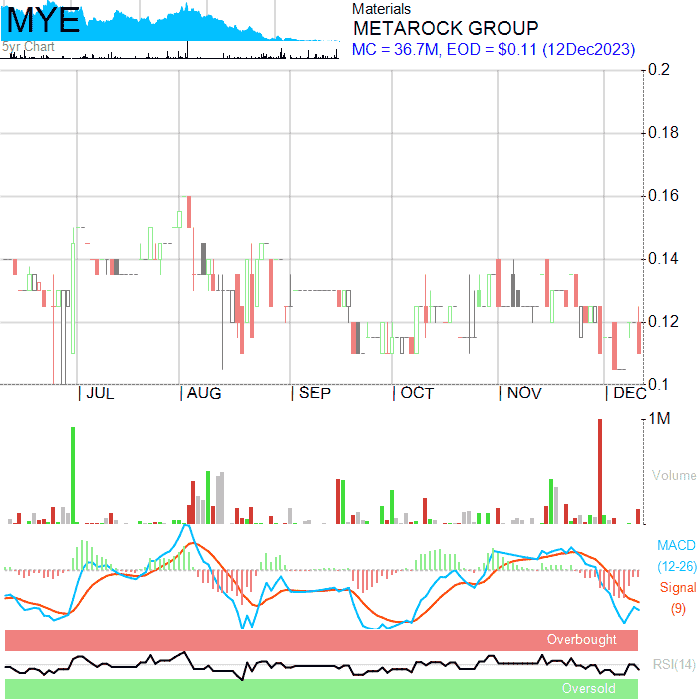 MYE
5yr Chart
Materials
METAROCK GROUP
MC = 36.7M, EOD = $0.11 (12Dec2023)
0.2
0.18
0.16
0.14
0.12
0.1
JUL AUG SEP OCT NOV DEC
1M
Volume
MACD
(12-26)
Signal
(9)
Overbought
RSI(14)
Oversold